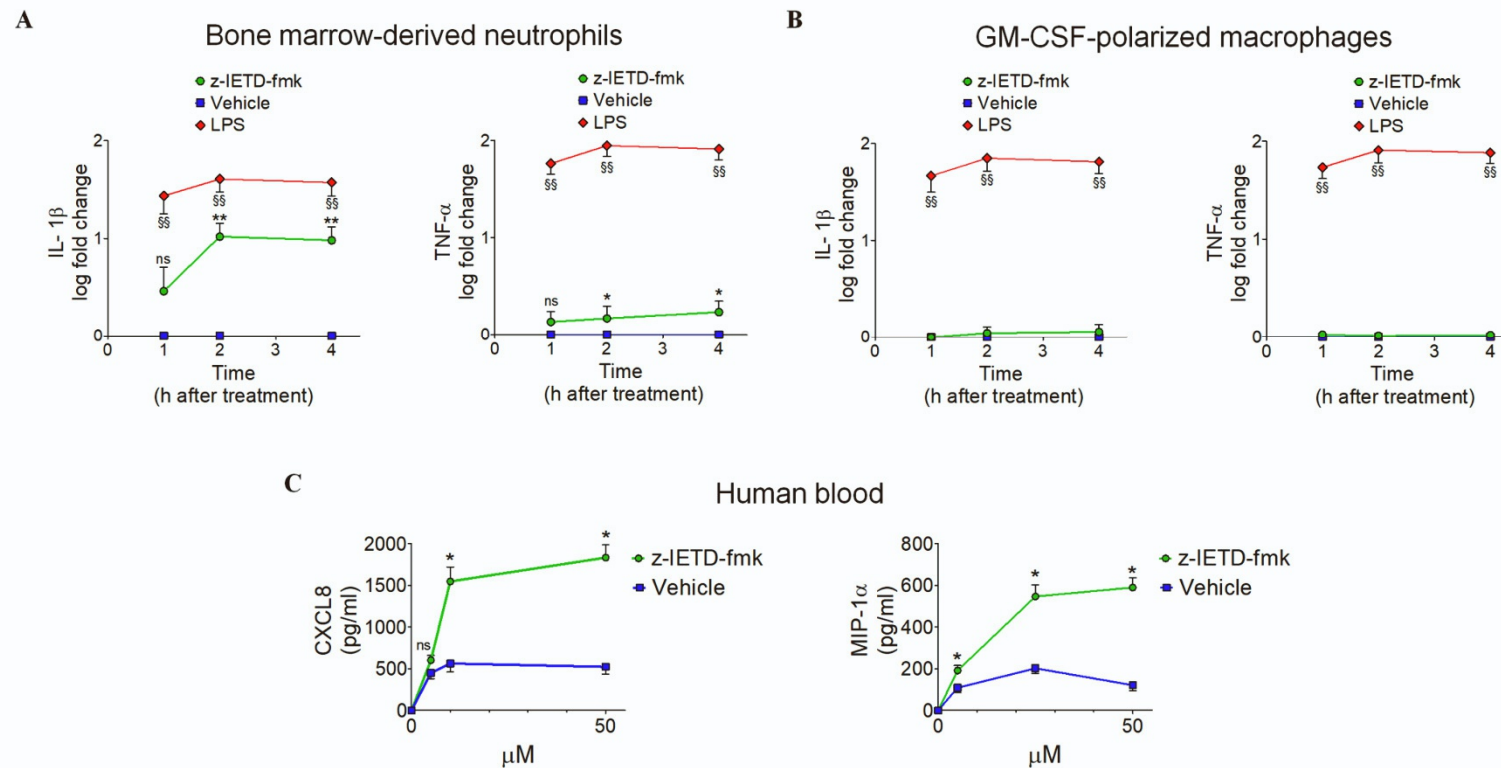 A
Bone marrow-derived neutrophils
z-IETD-fmk
Vehicle
LPS
IL- 1β
log fold change
2
1
0
§§
§§
§§
ns
**
**
0
1
2
3
4
Time
(h after treatment)
z-IETD-fmk
Vehicle
LPS
TNF-α
log fold change
2
1
0
§§
§§
§§
ns
*
*
0
1
2
3
4
Time
(h after treatment)
B
GM-CSF-polarized macrophages
z-IETD-fmk
Vehicle
LPS
IL- 1β
log fold change
2
1
0
§§
§§
§§
0
1
2
3
4
Time
(h after treatment)
z-IETD-fmk
Vehicle
LPS
TNF-α
log fold change
2
1
0
§§
§§
§§
0
1
2
3
4
Time
(h after treatment)
C
Human blood
CXCL8
(pg/ml)
2000
1500
1000
500
0
ns
*
*
z-IETD-fmk
Vehicle
0
50
μM
MIP-1α
(pg/ml)
800
600
400
200
0
*
*
*
z-IETD-fmk
Vehicle
0
50
μM